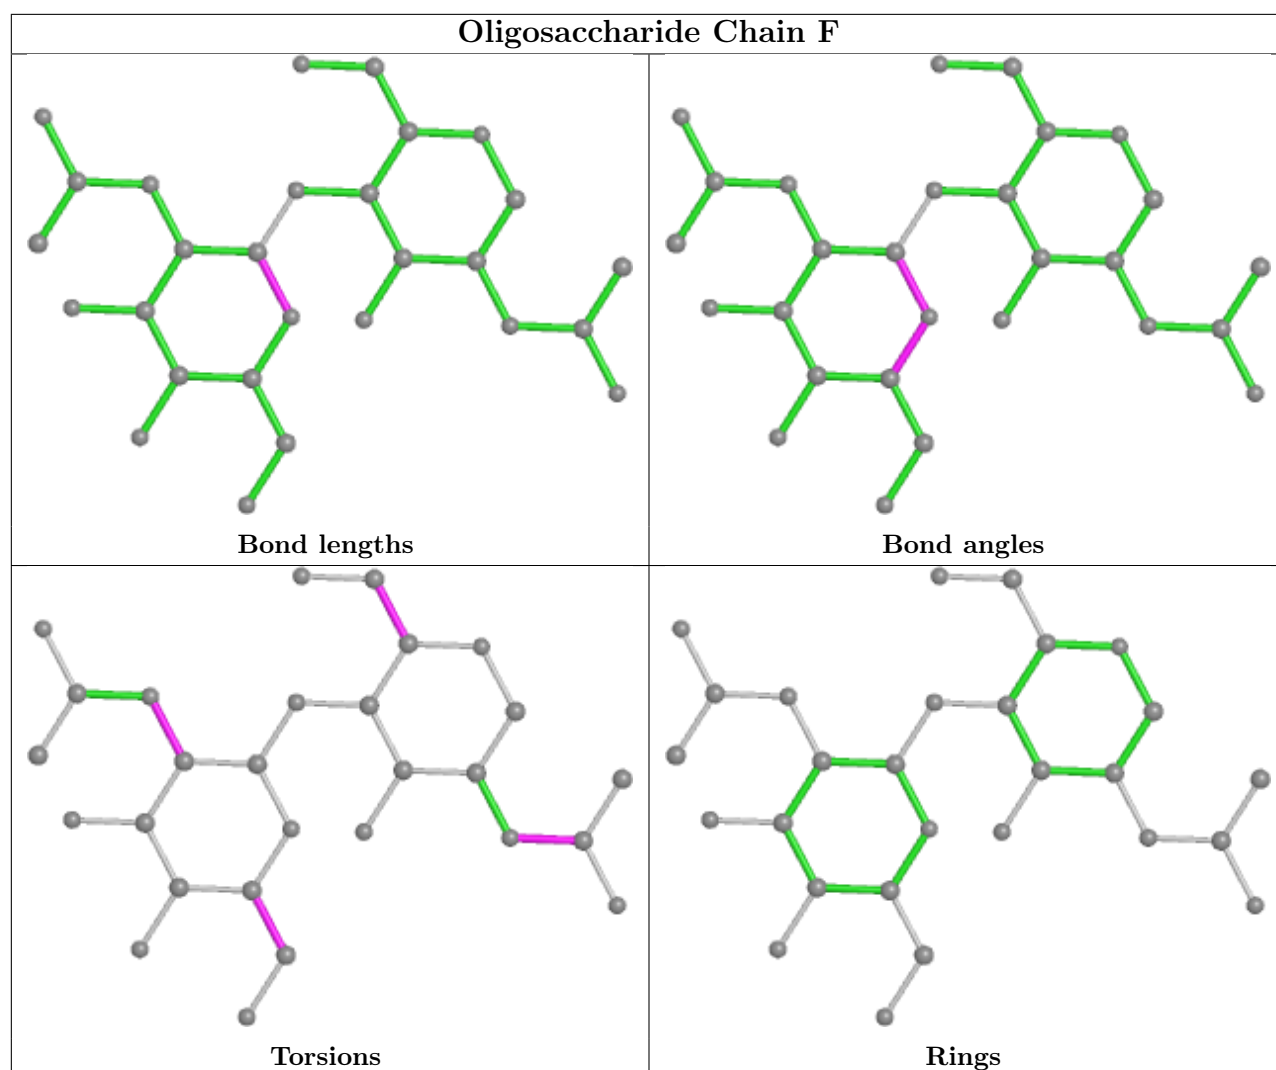 Oligosaccharide Chain F
Bond lengths
Bond angles
Torsions
Rings